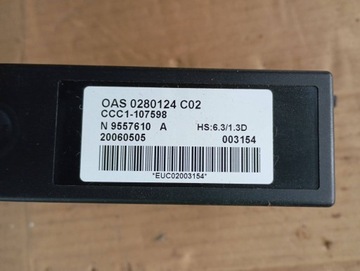 OAS 0280124 C02
CCC1-107598
N 9557610 A HS:6.3/1.3D
20060505 003154
*EUC02003154*